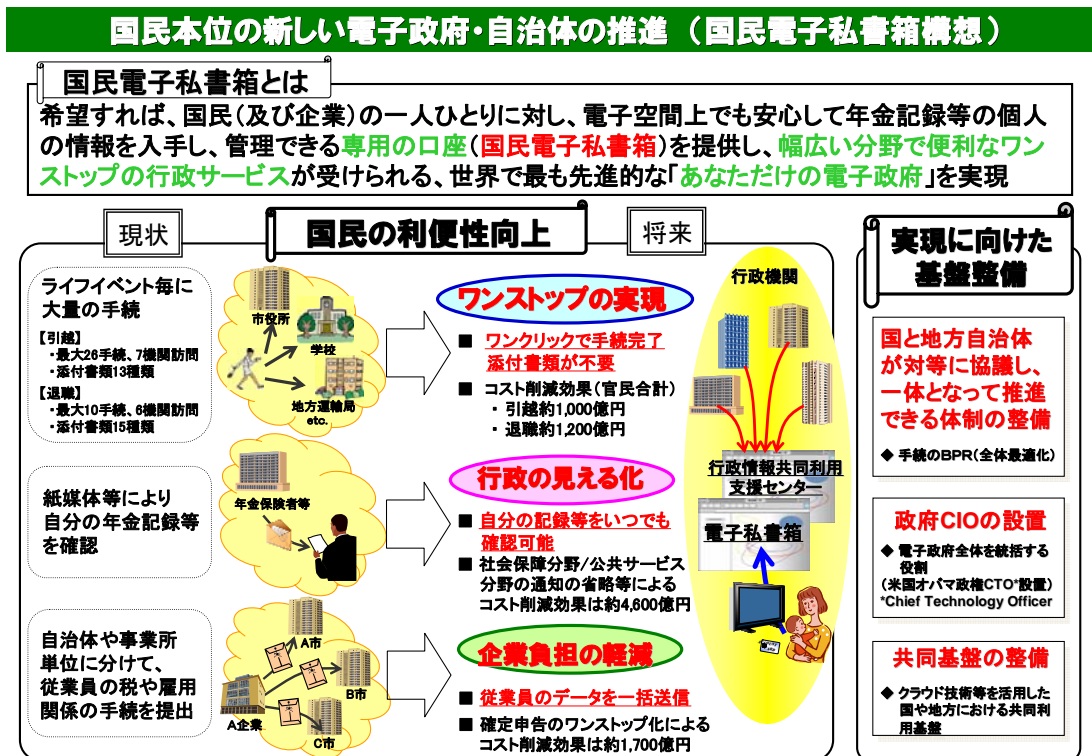 国民本位の新しい電子政府・自治体の推進 (国民電子私書箱構想)
国民電子私書箱とは
希望すれば、国民(及び企業)の一人ひとりに対し、電子空間上でも安心して年金記録等の個人
の情報を入手し、管理できる専用の口座(国民電子私書箱)を提供し、幅広い分野で便利なワン
ストップの行政サービスが受けられる、世界で最も先進的な「あなただけの電子政府」を実現
現状
国民の利便性向上
将来
ライフイベント毎に
大量の手続
【引越】
・最大26手続、7機関訪問
・添付書類13種類
【退職】
・最大10手続、6機関訪問
・添付書類15種類
市役所
学校
地方運輸局
etc.
ワンストップの実現
■ ワンクリックで手続完了
添付書類が不要
■ コスト削減効果(官民合計)
・ 引越約1,000億円
・ 退職約1,200億円
紙媒体等により
自分の年金記録等
を確認
年金保険者等
行政の見える化
■ 自分の記録等をいつでも
確認可能
■ 社会保障分野/公共サービス
分野の通知の省略等による
コスト削減効果は約4,600億円
自治体や事業所
単位に分けて、
従業員の税や雇用
関係の手続を提出
A市
B市
A企業
C市
企業負担の軽減
■ 従業員のデータを一括送信
■ 確定申告のワンストップ化による
コスト削減効果は約1,700億円
行政機関
行政情報共同利用
支援センター
電子私書箱
実現に向けた
基盤整備
国と地方自治体
が対等に協議し、
一体となって推進
できる体制の整備
◆ 手続のBPR(全体最適化)
政府CIOの設置
◆ 電子政府全体を統括する
役割
(米国オバマ政権CTO*設置)
*Chief Technology Officer
共同基盤の整備
◆ クラウド技術等を活用した
国や地方における共同利
用基盤